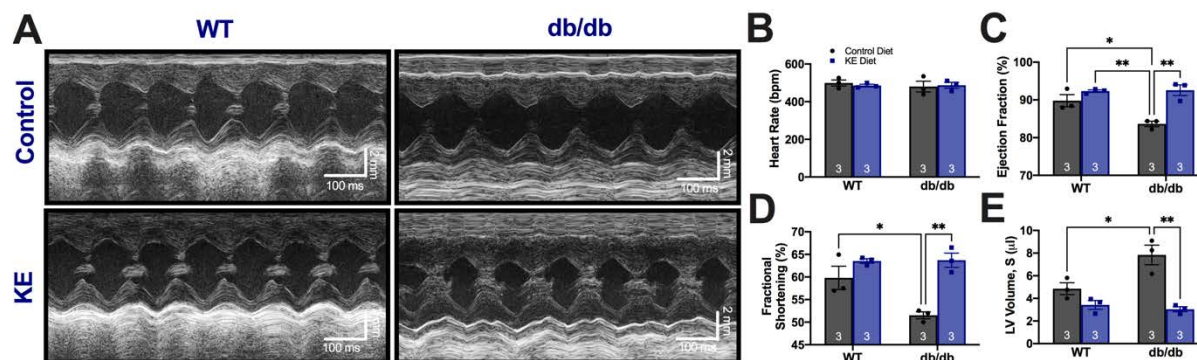 A
WT
db/db
Control
100 ms
2 mm
100 ms
2 mm
KE
100 ms
2 mm
100 ms
2 mm
B
Control Diet
KE Diet
Heart Rate (bpm)
600
400
200
0
3
3
3
3
WT
db/db
C
*
**
**
Ejection Fraction (%)
100
90
80
70
3
3
3
3
WT
db/db
D
*
**
Fractional
Shortening (%)
70
65
60
55
50
45
3
3
3
3
WT
db/db
E
*
**
LV Volume, S (µl)
10
8
6
4
2
0
3
3
3
3
WT
db/db